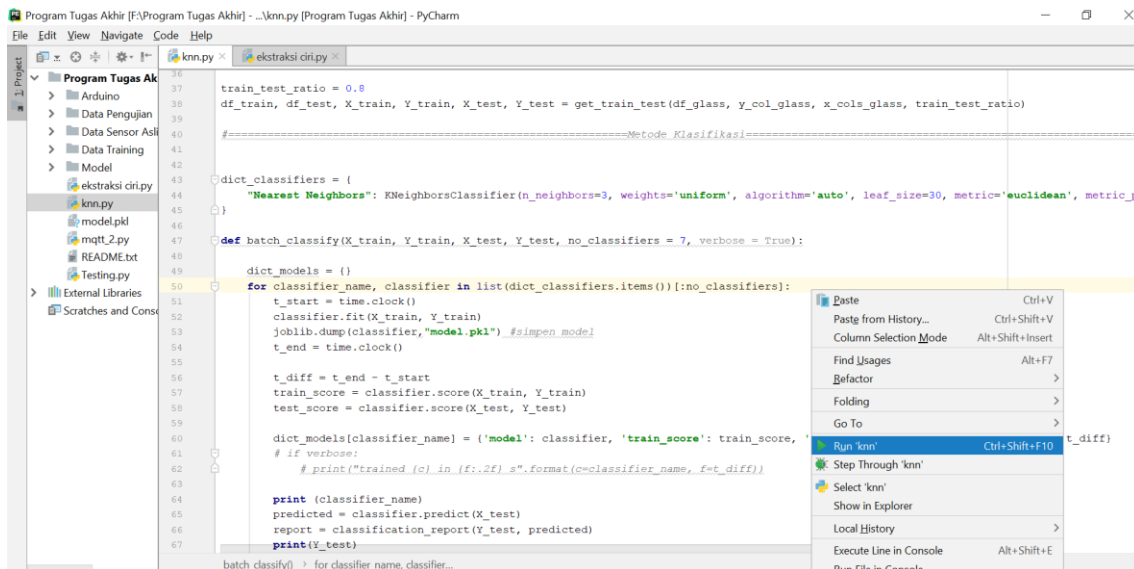 Program Tugas Akhir [F:\Program Tugas Akhir] - ...\knn.py [Program Tugas Akhir] - PyCharm
File Edit View Navigate Code Help
knn.py ekstraksi ciri.py
1: Project
Program Tugas Ak
Arduino
Data Pengujian
Data Sensor Asli
Data Training
Model
ekstraksi ciri.py
knn.py
model.pkl
mqtt_2.py
README.txt
Testing.py
External Libraries
Scratches and Conso
36
37 train_test_ratio = 0.8
38 df_train, df_test, X_train, Y_train, X_test, Y_test = get_train_test(df_glass, y_col_glass, x_cols_glass, train_test_ratio)
39
40 #=============================================================Metode Klasifikasi===========================================================
41
42
43 dict_classifiers = {
44 "Nearest Neighbors": KNeighborsClassifier(n_neighbors=3, weights='uniform', algorithm='auto', leaf_size=30, metric='euclidean', metric_p
45 }
46
47 def batch_classify(X_train, Y_train, X_test, Y_test, no_classifiers = 7, verbose = True):
48
49 dict_models = {}
50 for classifier_name, classifier in list(dict_classifiers.items())[:no_classifiers]:
51 t_start = time.clock()
52 classifier.fit(X_train, Y_train)
53 joblib.dump(classifier,"model.pkl") #simpen model
54 t_end = time.clock()
55
56 t_diff = t_end - t_start
57 train_score = classifier.score(X_train, Y_train)
58 test_score = classifier.score(X_test, Y_test)
59
60 dict_models[classifier_name] = {'model': classifier, 'train_score': train_score, ' t_diff}
61 # if verbose:
62 # print("trained {c} in {f:.2f} s".format(c=classifier_name, f=t_diff))
63
64 print (classifier_name)
65 predicted = classifier.predict(X_test)
66 report = classification_report(Y_test, predicted)
67 print(Y_test)
batch_classify() › for classifier_name, classifier...
Paste Ctrl+V
Paste from History... Ctrl+Shift+V
Column Selection Mode Alt+Shift+Insert
Find Usages Alt+F7
Refactor
Folding
Go To
Run 'knn' Ctrl+Shift+F10
Step Through 'knn'
Select 'knn'
Show in Explorer
Local History
Execute Line in Console Alt+Shift+E
Run File in Console